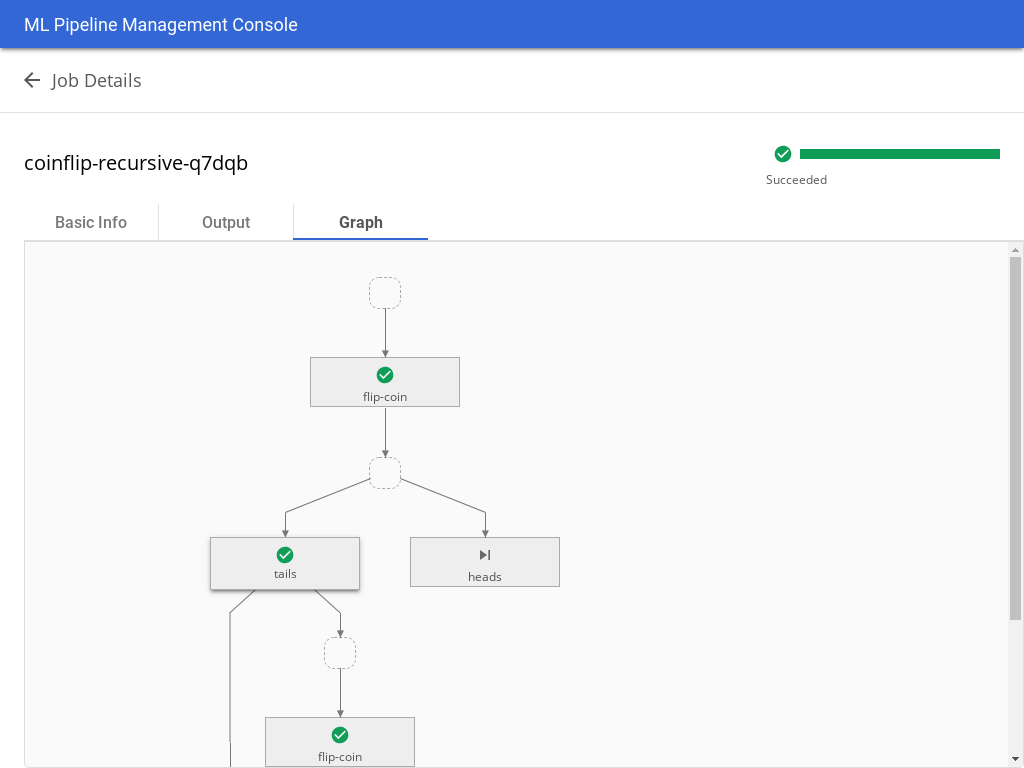 ML Pipeline Management Console
Job Details
coinflip-recursive-q7dqb
Succeeded
Basic Info
Output
Graph
flip-coin
tails
heads
flip-coin